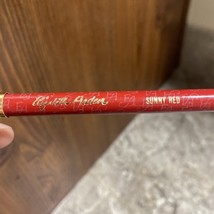 Elizabeth Arden SUNNY RED